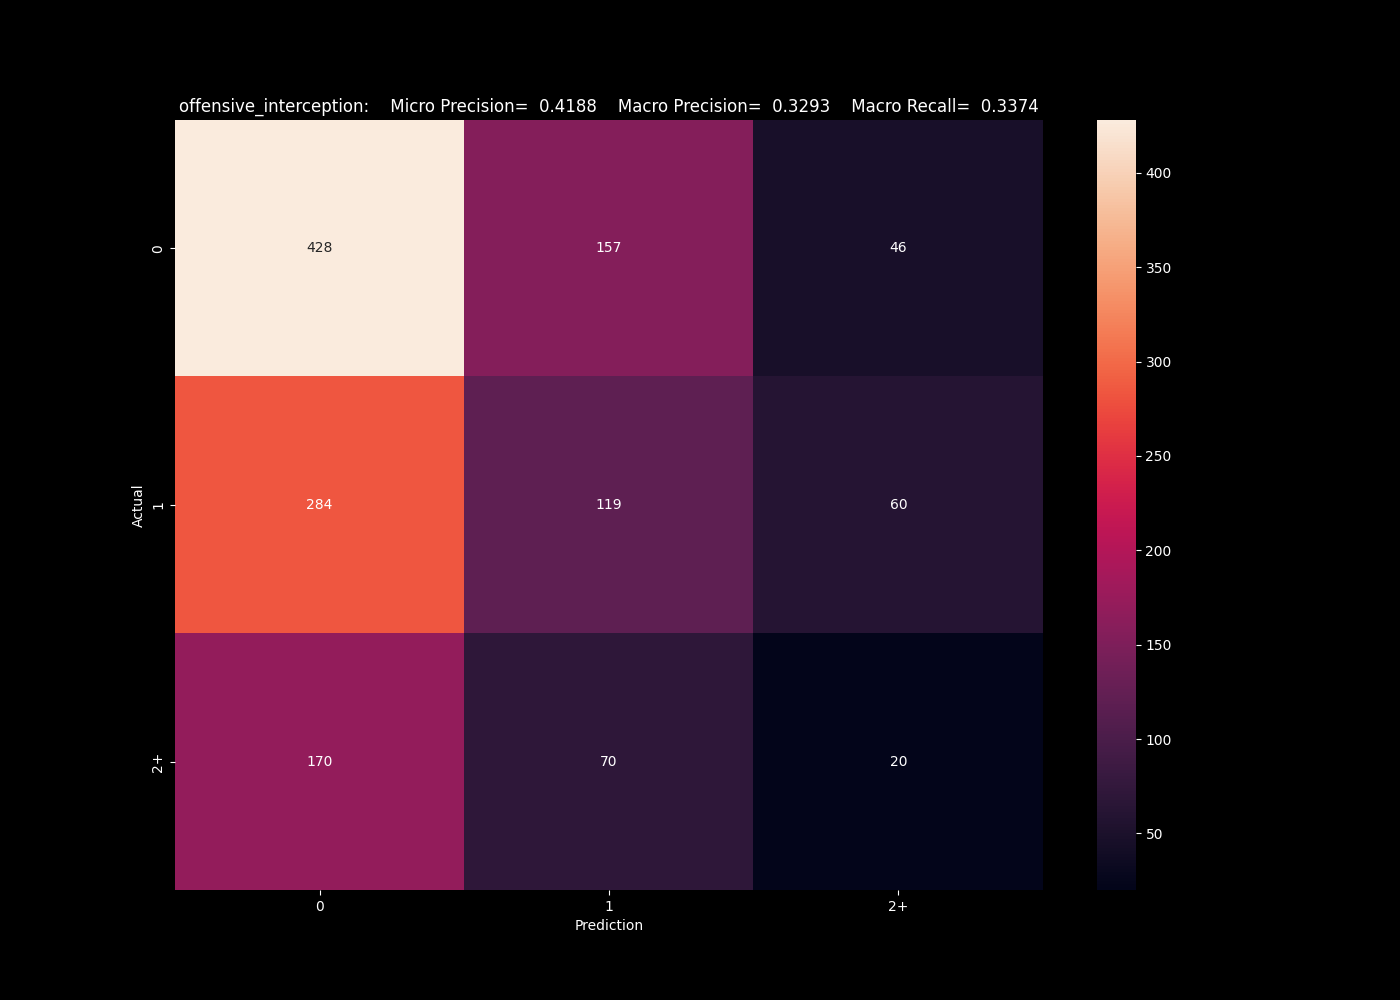 offensive_interception:    Micro Precision=  0.4188    Macro Precision=  0.3293    Macro Recall=  0.3374
0 428 157 46
1 284 119 60
2+ 170 70 20
Actual
0 1 2+
Prediction
400
350
300
250
200
150
100
50